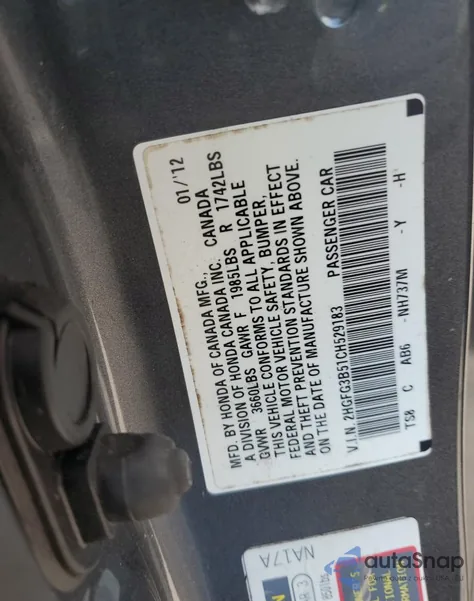 MFD. BY HONDA OF CANADA MFG., 01/'12
A DIVISION OF HONDA CANADA INC. CANADA
GVWR 3660LBS GAWR F 1985LBS R 1742LBS
THIS VEHICLE CONFORMS TO ALL APPLICABLE
FEDERAL MOTOR VEHICLE SAFETY, BUMPER,
AND THEFT PREVENTION STANDARDS IN EFFECT
ON THE DATE OF MANUFACTURE SHOWN ABOVE.
V.I.N. 2HGFG3B51CH529183 PASSENGER CAR
TSB C AB6 -NH737M -Y -H
NA17A
autoSnap